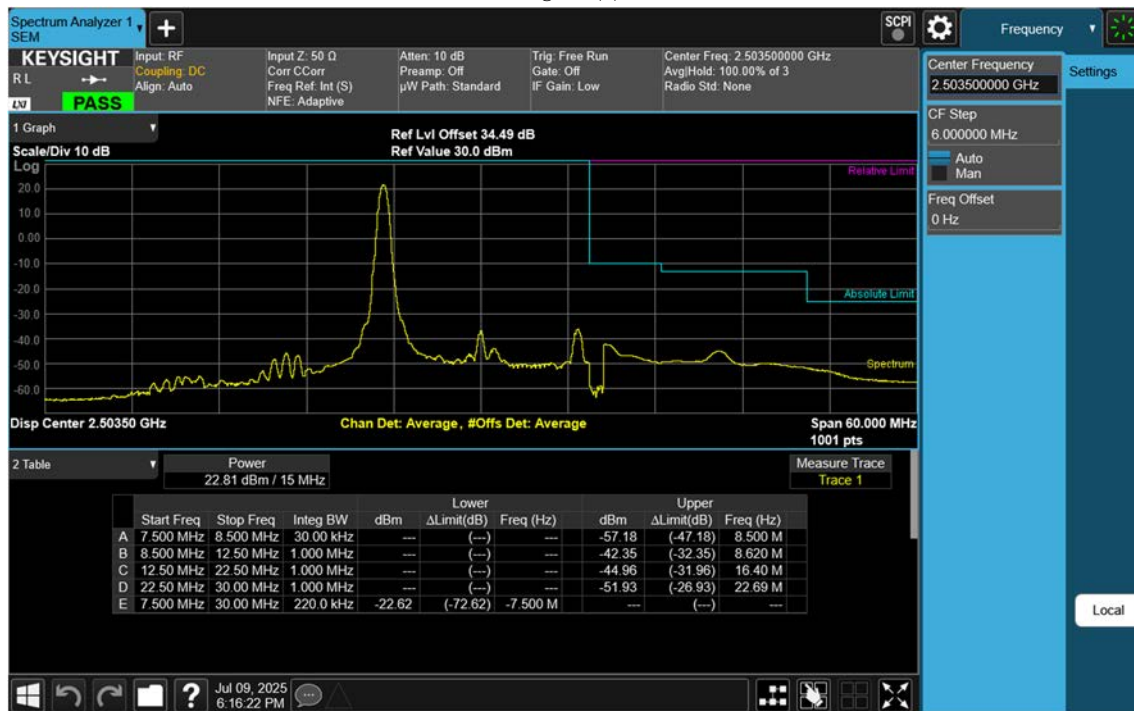 Spectrum Analyzer 1
SEM
SCPI
Frequency
KEYSIGHT
R L
LXI
PASS
Input: RF
Coupling: DC
Align: Auto
Input Z: 50 Ω
Corr CCorr
Freq Ref: Int (S)
NFE: Adaptive
Atten: 10 dB
Preamp: Off
µW Path: Standard
Trig: Free Run
Gate: Off
IF Gain: Low
Center Freq: 2.503500000 GHz
Avg|Hold: 100.00% of 3
Radio Std: None
Center Frequency
2.503500000 GHz
Settings
CF Step
6.000000 MHz
Auto
Man
Freq Offset
0 Hz
1 Graph
Scale/Div 10 dB
Ref Lvl Offset 34.49 dB
Ref Value 30.0 dBm
Log
Relative Limit
20.0
10.0
0.00
-10.0
-20.0
Absolute Limit
-30.0
-40.0
-50.0
Spectrum
-60.0
Disp Center 2.50350 GHz
Chan Det: Average, #Offs Det: Average
Span 60.000 MHz
1001 pts
2 Table
Power
22.81 dBm / 15 MHz
Measure Trace
Trace 1
Lower Upper
Start Freq Stop Freq Integ BW dBm ΔLimit(dB) Freq (Hz) dBm ΔLimit(dB) Freq (Hz)
A 7.500 MHz 8.500 MHz 30.00 kHz --- (---) --- -57.18 (-47.18) 8.500 M
B 8.500 MHz 12.50 MHz 1.000 MHz --- (---) --- -42.35 (-32.35) 8.620 M
C 12.50 MHz 22.50 MHz 1.000 MHz --- (---) --- -44.96 (-31.96) 16.40 M
D 22.50 MHz 30.00 MHz 1.000 MHz --- (---) --- -51.93 (-26.93) 22.69 M
E 7.500 MHz 30.00 MHz 220.0 kHz -22.62 (-72.62) -7.500 M --- (---) ---
Local
Jul 09, 2025
6:16:22 PM